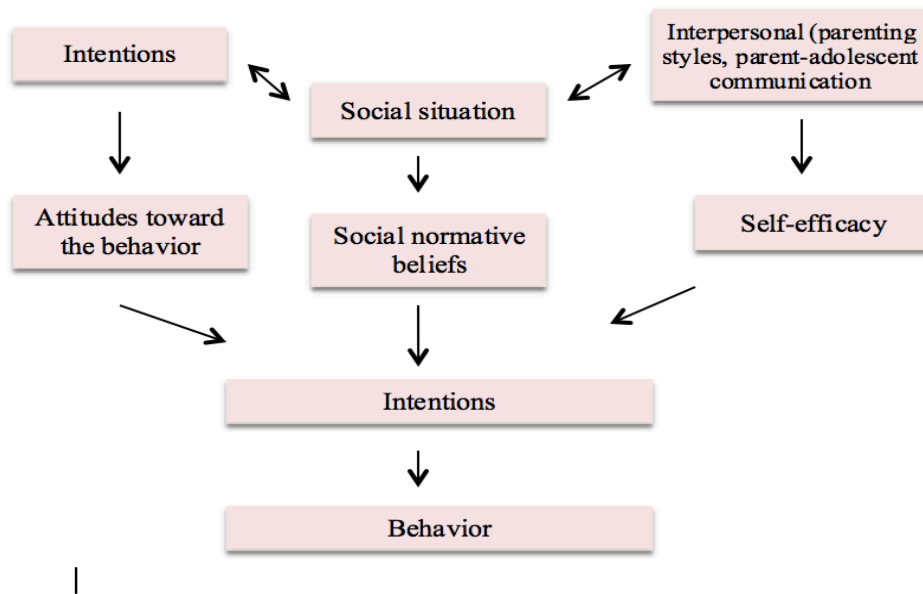 Intentions
Interpersonal (parenting
styles, parent-adolescent
communication
Social situation
Attitudes toward
the behavior
Social normative
beliefs
Self-efficacy
Intentions
Behavior